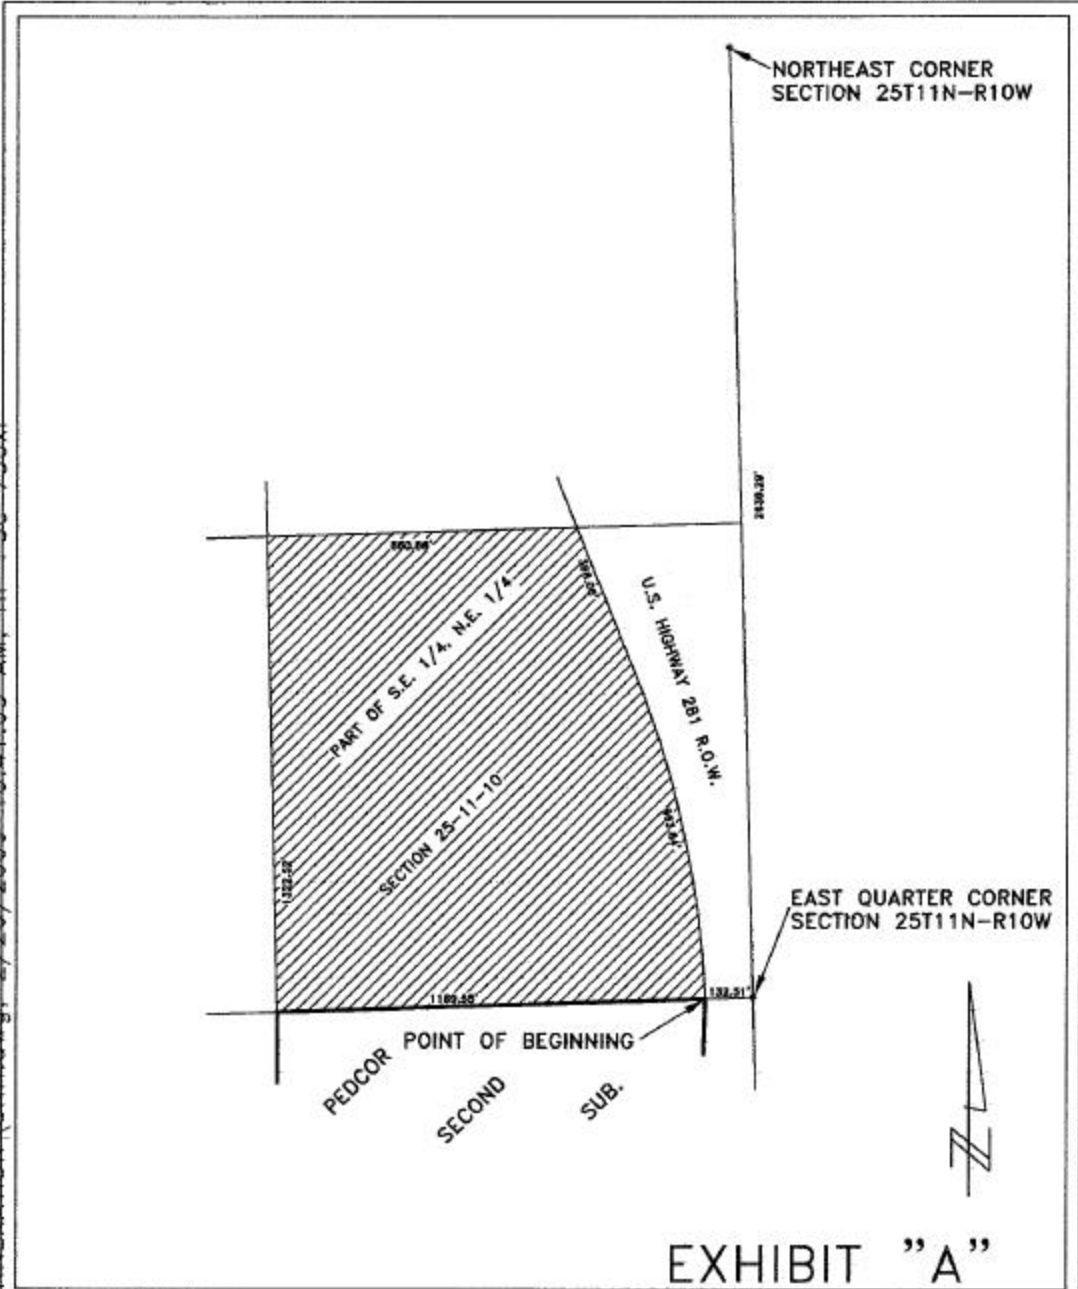 NORTHEAST CORNER
SECTION 25T11N-R10W
U.S. HIGHWAY 281 R.O.W.
PART OF S.E. 1/4, N.E. 1/4
SECTION 25-11-10
1322.52'
EAST QUARTER CORNER
SECTION 25T11N-R10W
132.51'
POINT OF BEGINNING
PEDCOR
SECOND
SUB.
N
EXHIBIT "A"